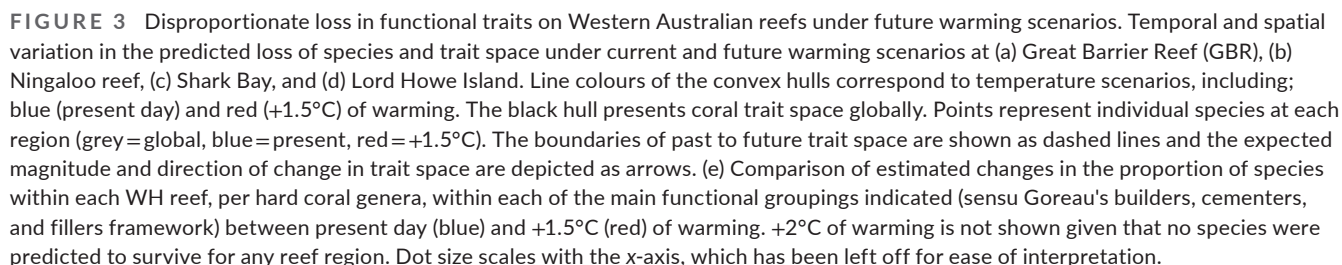 FIGURE 3 Disproportionate loss in functional traits on Western Australian reefs under future warming scenarios. Temporal and spatial
variation in the predicted loss of species and trait space under current and future warming scenarios at (a) Great Barrier Reef (GBR), (b)
Ningaloo reef, (c) Shark Bay, and (d) Lord Howe Island. Line colours of the convex hulls correspond to temperature scenarios, including;
blue (present day) and red (+1.5°C) of warming. The black hull presents coral trait space globally. Points represent individual species at each
region (grey=global, blue=present, red=+1.5°C). The boundaries of past to future trait space are shown as dashed lines and the expected
magnitude and direction of change in trait space are depicted as arrows. (e) Comparison of estimated changes in the proportion of species
within each WH reef, per hard coral genera, within each of the main functional groupings indicated (sensu Goreau's builders, cementers,
and fillers framework) between present day (blue) and +1.5°C (red) of warming. +2°C of warming is not shown given that no species were
predicted to survive for any reef region. Dot size scales with the x-axis, which has been left off for ease of interpretation.